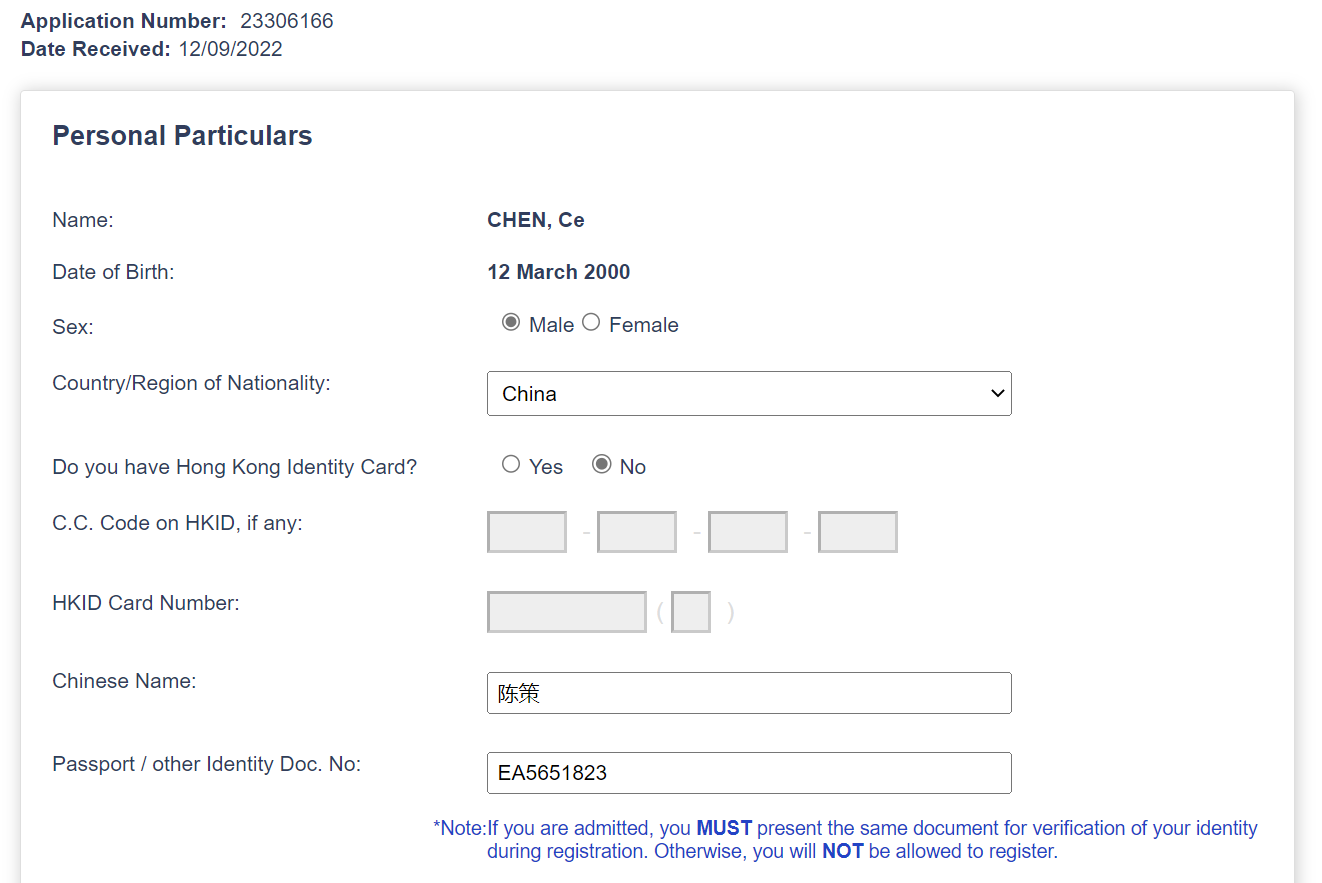 Application Number: 23306166
Date Received: 12/09/2022
Personal Particulars
Name: CHEN, Ce
Date of Birth: 12 March 2000
Sex: Male Female
Country/Region of Nationality: China
Do you have Hong Kong Identity Card? Yes No
C.C. Code on HKID, if any: - - -
HKID Card Number: ( )
Chinese Name: 陈策
Passport / other Identity Doc. No: EA5651823
*Note:If you are admitted, you MUST present the same document for verification of your identity
during registration. Otherwise, you will NOT be allowed to register.